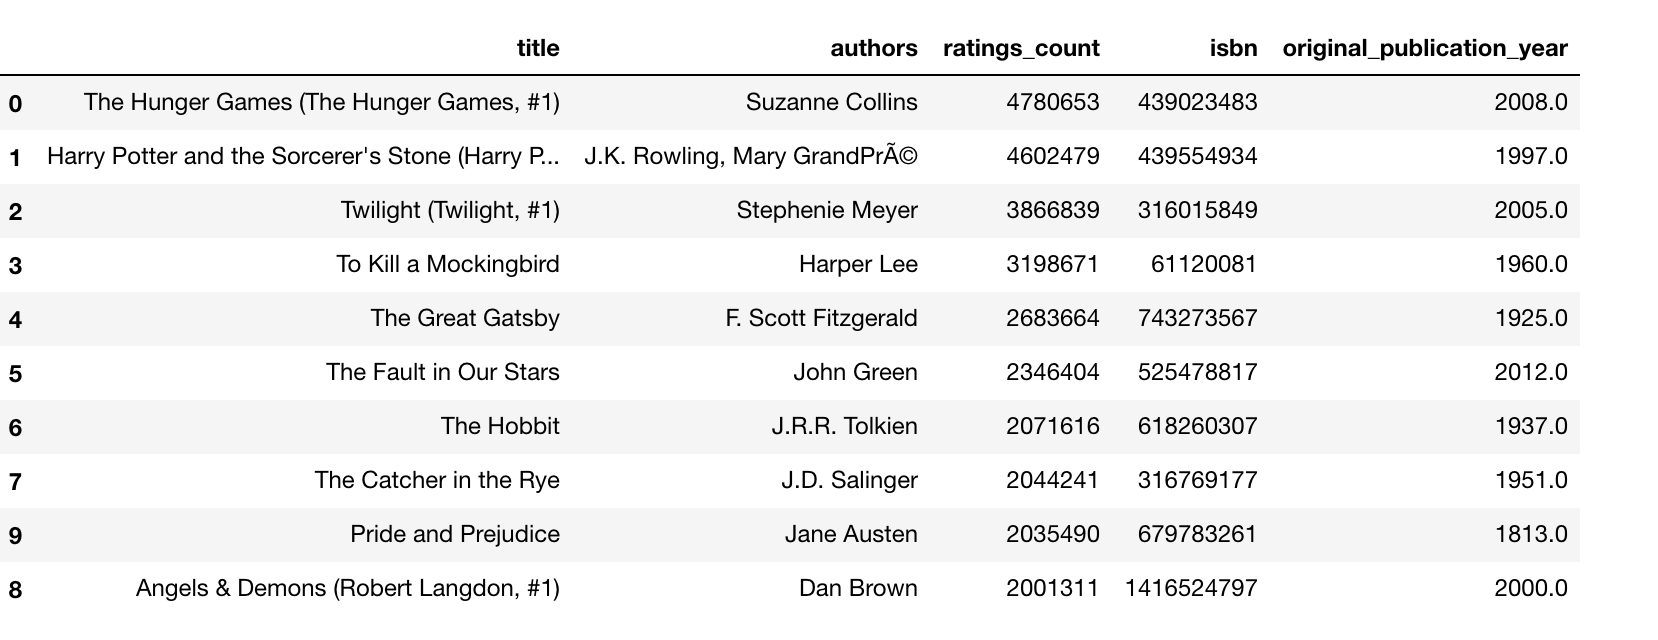 title authors ratings_count isbn original_publication_year
0 The Hunger Games (The Hunger Games, #1) Suzanne Collins 4780653 439023483 2008.0
1 Harry Potter and the Sorcerer's Stone (Harry P... J.K. Rowling, Mary GrandPrÃ© 4602479 439554934 1997.0
2 Twilight (Twilight, #1) Stephenie Meyer 3866839 316015849 2005.0
3 To Kill a Mockingbird Harper Lee 3198671 61120081 1960.0
4 The Great Gatsby F. Scott Fitzgerald 2683664 743273567 1925.0
5 The Fault in Our Stars John Green 2346404 525478817 2012.0
6 The Hobbit J.R.R. Tolkien 2071616 618260307 1937.0
7 The Catcher in the Rye J.D. Salinger 2044241 316769177 1951.0
9 Pride and Prejudice Jane Austen 2035490 679783261 1813.0
8 Angels & Demons (Robert Langdon, #1) Dan Brown 2001311 1416524797 2000.0